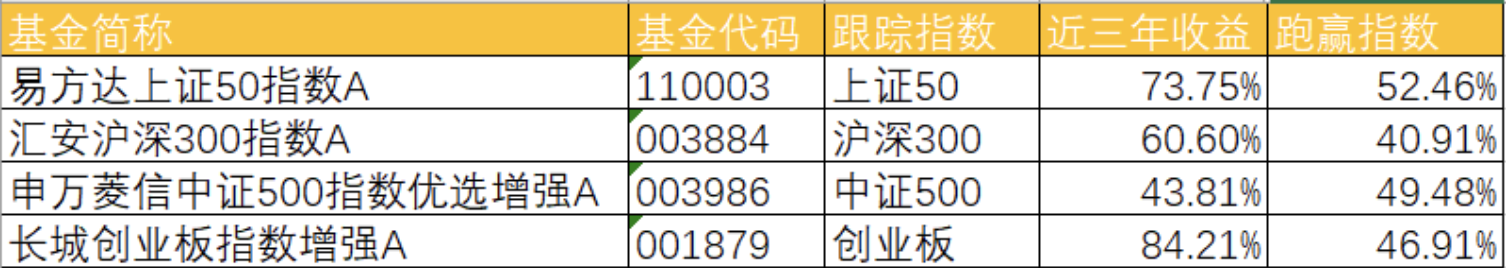 基金简称 基金代码 跟踪指数 近三年收益 跑赢指数
易方达上证50指数A 110003 上证50 73.75% 52.46%
汇安沪深300指数A 003884 沪深300 60.60% 40.91%
申万菱信中证500指数优选增强A 003986 中证500 43.81% 49.48%
长城创业板指数增强A 001879 创业板 84.21% 46.91%